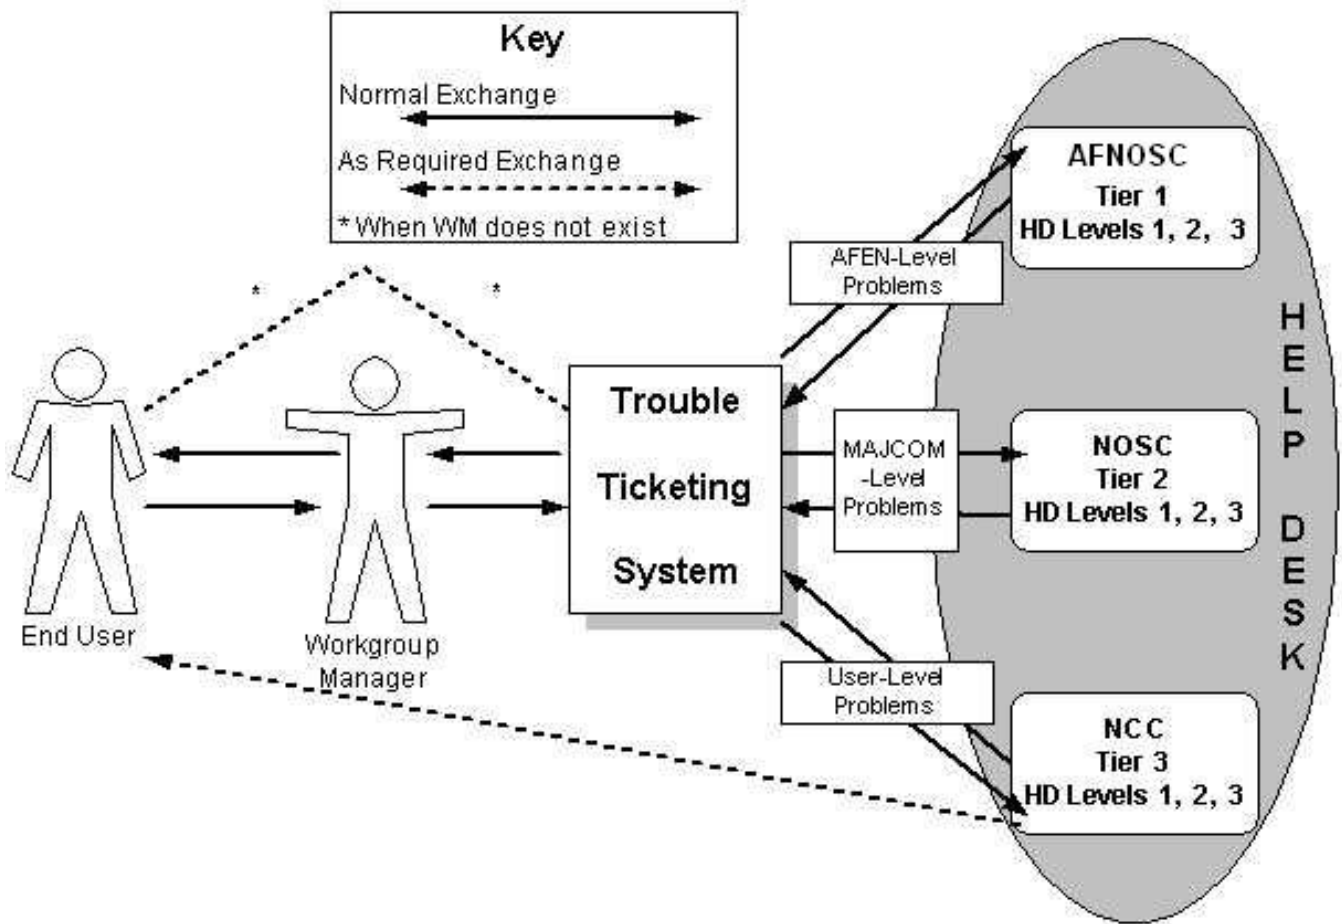 Key
Normal Exchange
As Required Exchange
* When WM does not exist
*
*
AFNOSC
Tier 1
HD Levels 1, 2, 3
AFEN-Level
Problems
Trouble
Ticketing
System
MAJCOM
-Level
Problems
NOSC
Tier 2
HD Levels 1, 2, 3
HELP DESK
End User
Workgroup
Manager
User-Level
Problems
NCC
Tier 3
HD Levels 1, 2, 3